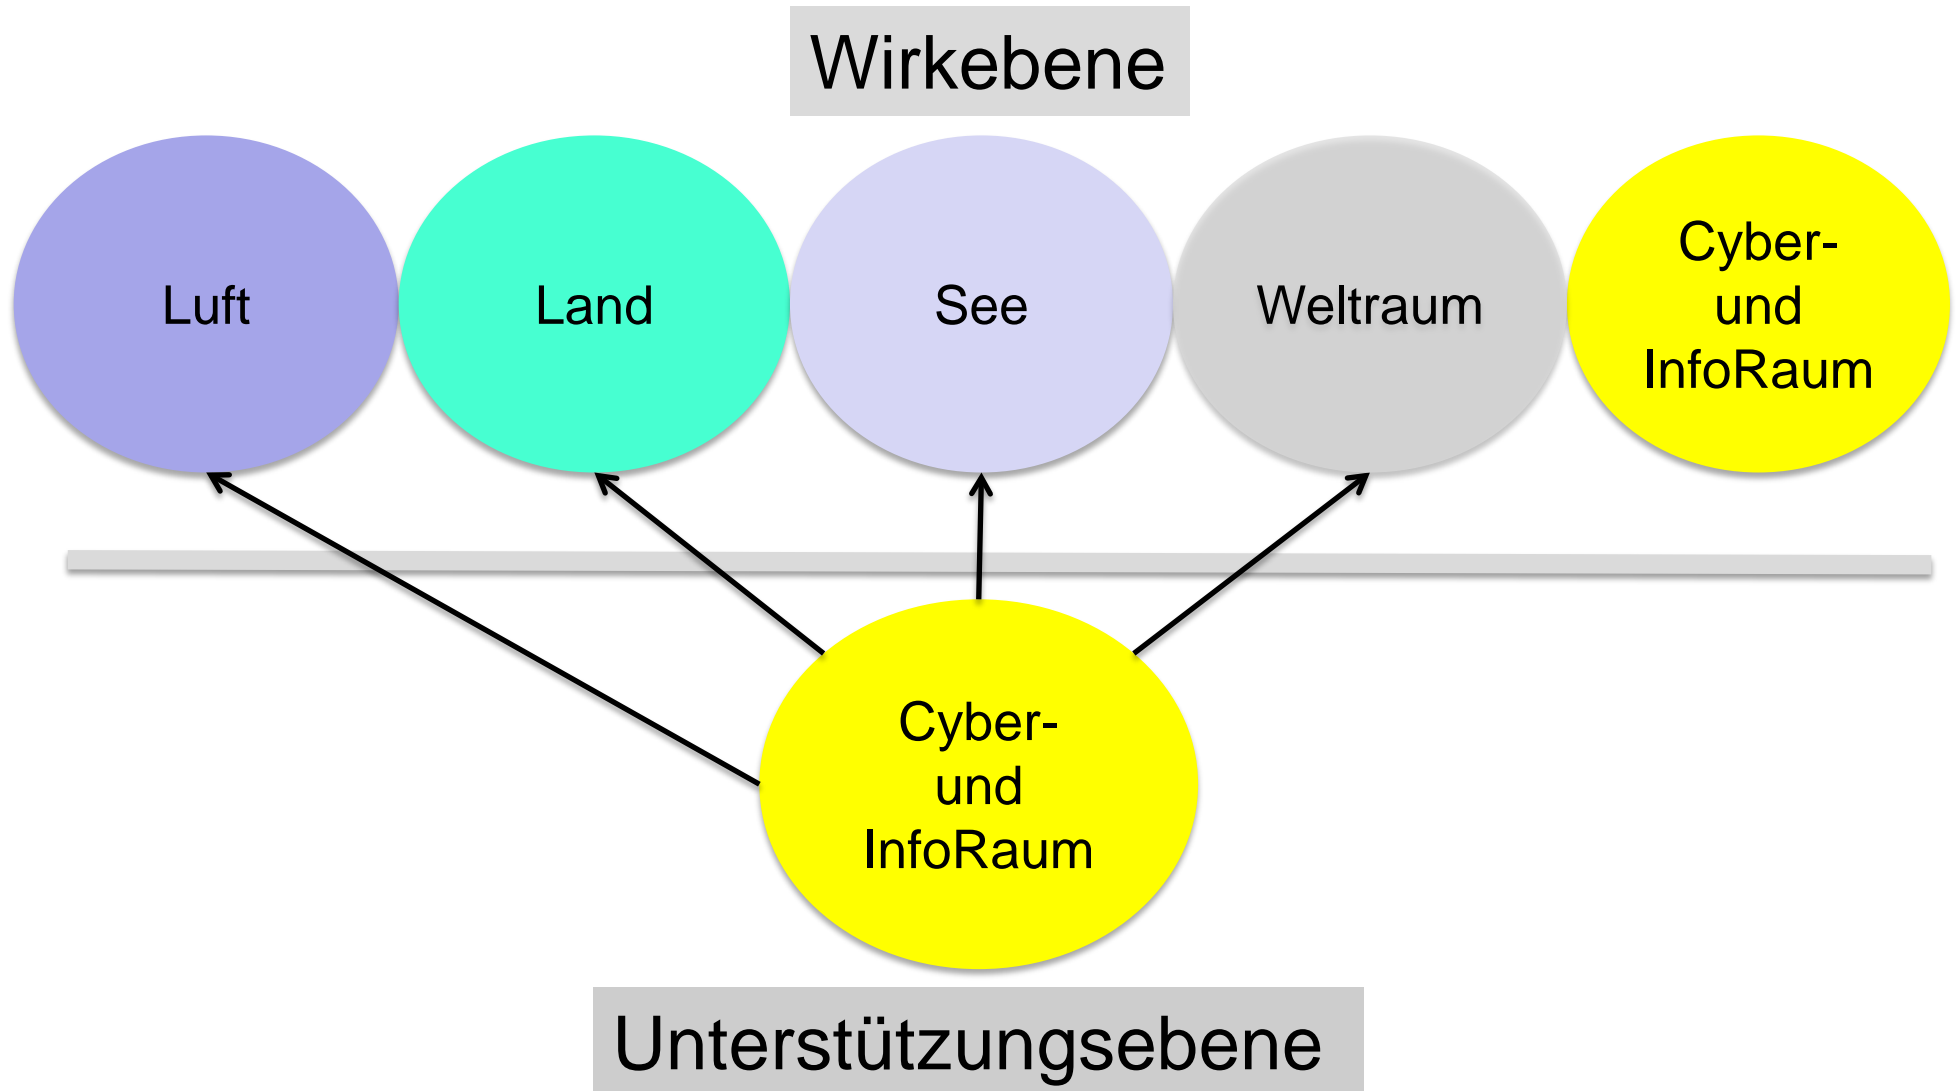 Wirkebene
Luft
Land
See
Weltraum
Cyber-
und
InfoRaum
Cyber-
und
InfoRaum
Unterstützungsebene